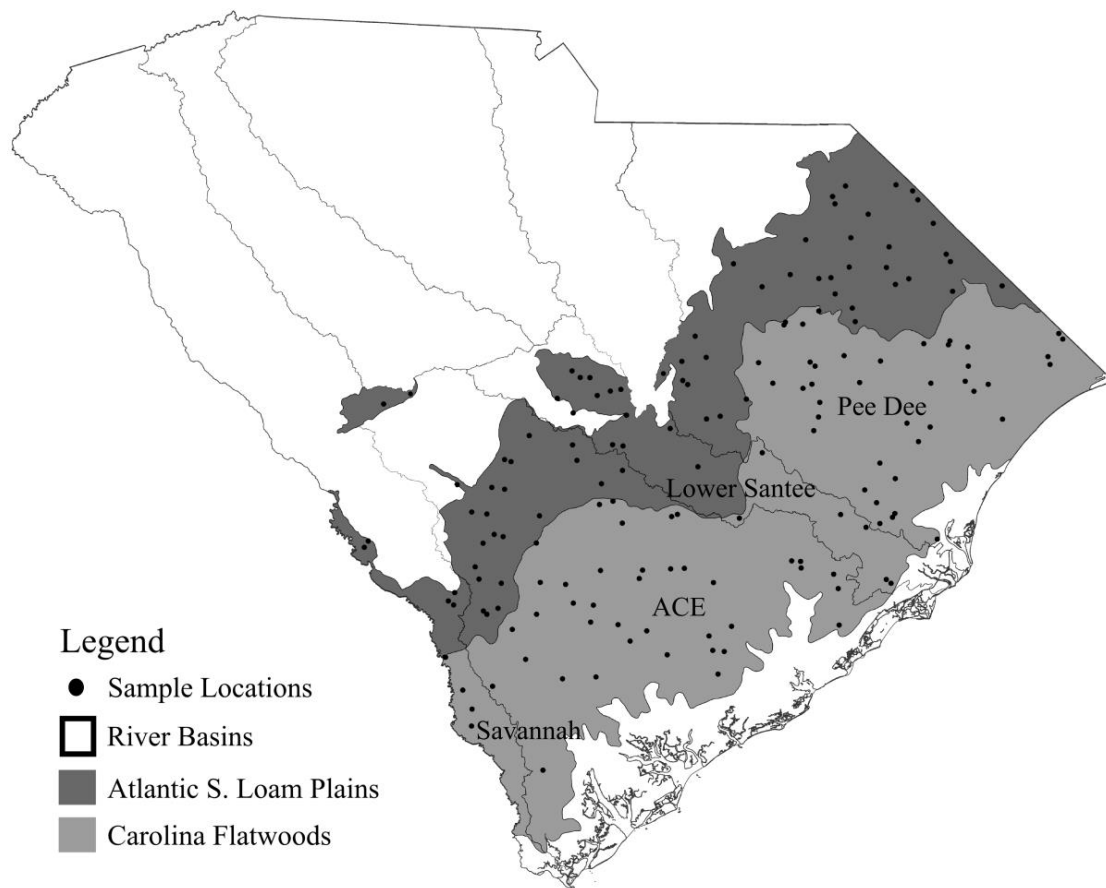 Pee Dee
Lower Santee
ACE
Savannah
Legend
Sample Locations
River Basins
Atlantic S. Loam Plains
Carolina Flatwoods